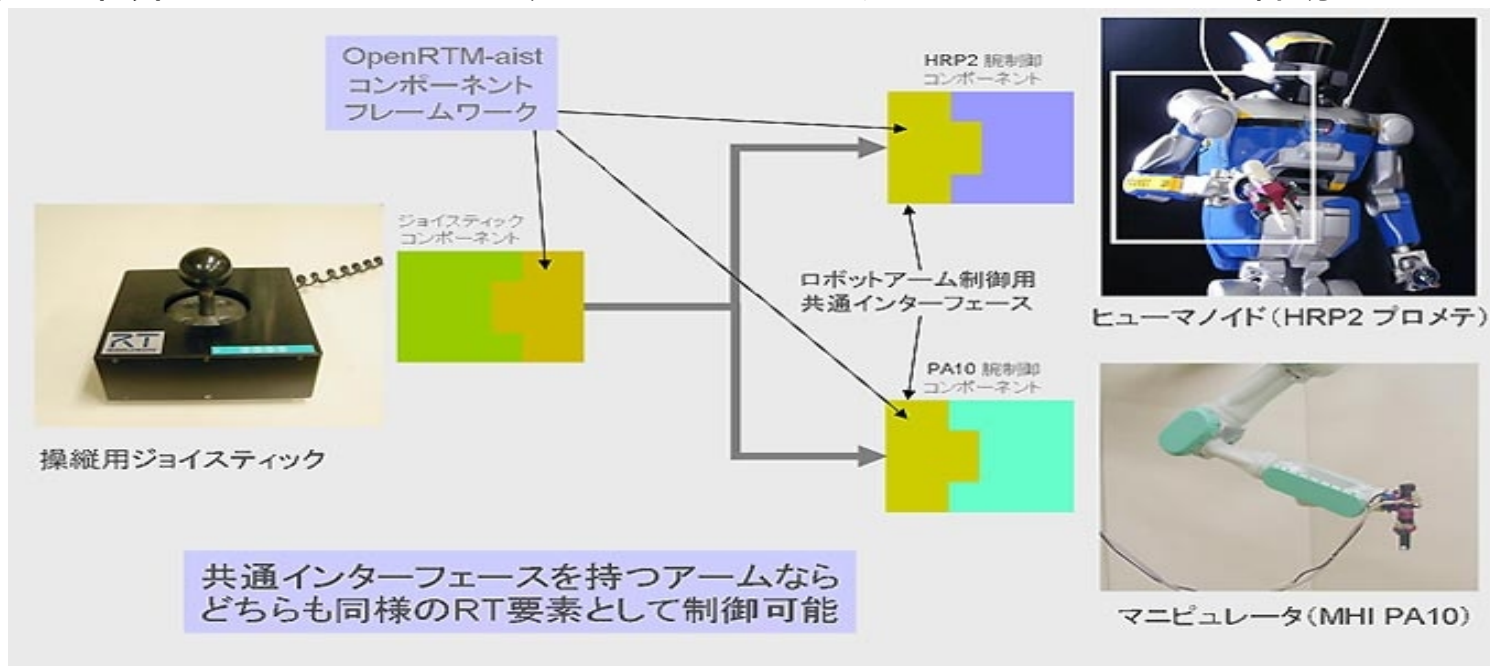 OpenRTM-aist
コンポーネント
フレームワーク
HRP2 腕制御
コンポーネント
ジョイスティック
コンポーネント
RT
ロボットアーム制御用
共通インターフェース
ヒューマノイド(HRP2 プロメテ)
PA10 腕制御
コンポーネント
操縦用ジョイスティック
共通インターフェースを持つアームなら
どちらも同様のRT要素として制御可能
マニピュレータ(MHI PA10)